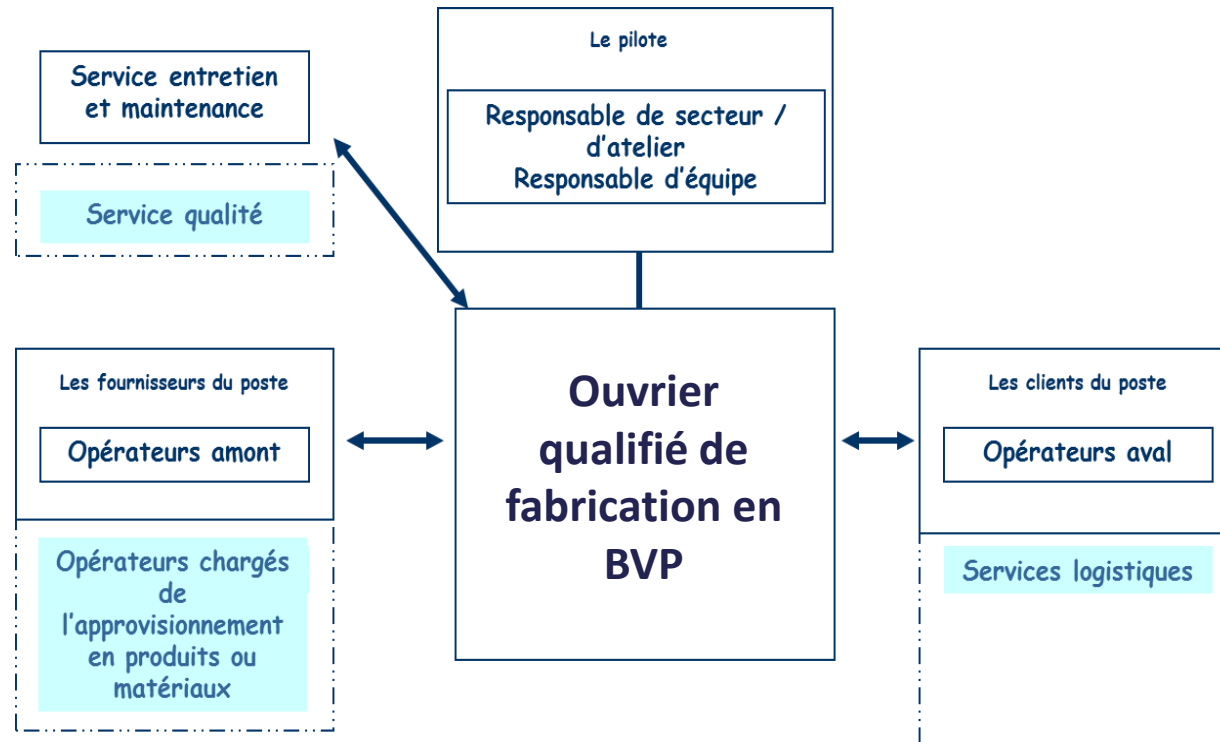 Le pilote
Service entretien
et maintenance
Responsable de secteur /
d'atelier
Responsable d'équipe
Service qualité
Les fournisseurs du poste
Opérateurs amont
Ouvrier
qualifié de
fabrication en
BVP
Les clients du poste
Opérateurs aval
Opérateurs chargés
de
l'approvisionnement
en produits ou
matériaux
Services logistiques